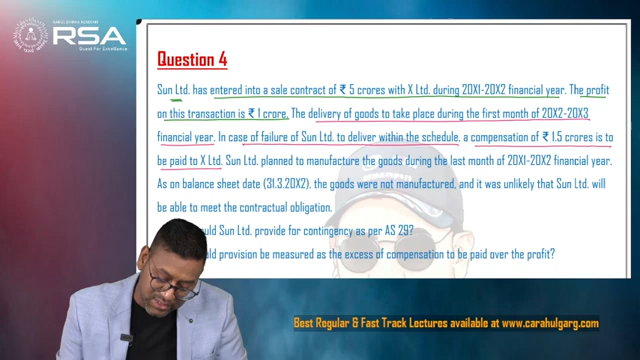 RAHUL STUDIES ACADEMY
RSA
Quest For Excellence
Question 4
Sun Ltd. has entered into a sale contract of ₹ 5 crores with X Ltd. during 20X1-20X2 financial year. The profit
on this transaction is ₹ 1 crore. The delivery of goods to take place during the first month of 20X2-20X3
financial year. In case of failure of Sun Ltd. to deliver within the schedule, a compensation of ₹ 1.5 crores is to
be paid to X Ltd. Sun Ltd. planned to manufacture the goods during the last month of 20X1-20X2 financial year.
As on balance sheet date (31.3.20X2), the goods were not manufactured, and it was unlikely that Sun Ltd. will
be able to meet the contractual obligation.
Sun Ltd. provide for contingency as per AS 29?
provision be measured as the excess of compensation to be paid over the profit?
Best Regular & Fast Track Lectures available at www.carahulgarg.com